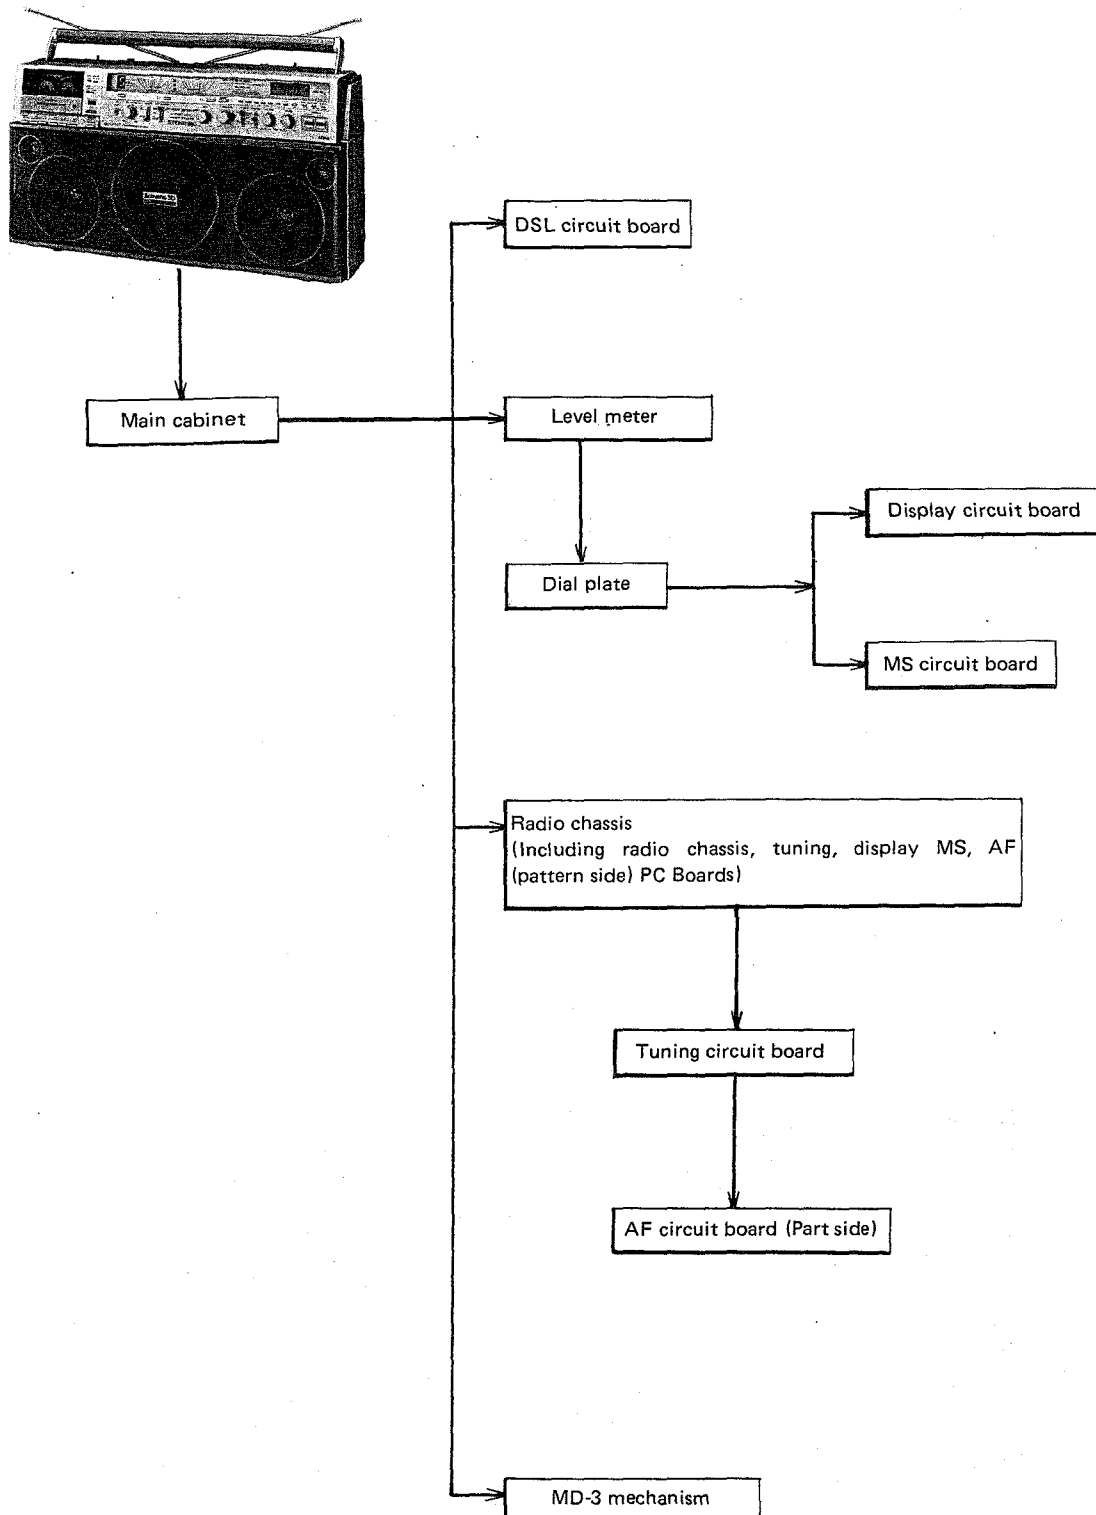 DSL circuit board
Main cabinet
Level meter
Display circuit board
Dial plate
MS circuit board
Radio chassis
(Including radio chassis, tuning, display MS, AF
(pattern side) PC Boards)
Tuning circuit board
AF circuit board (Part side)
MD-3 mechanism